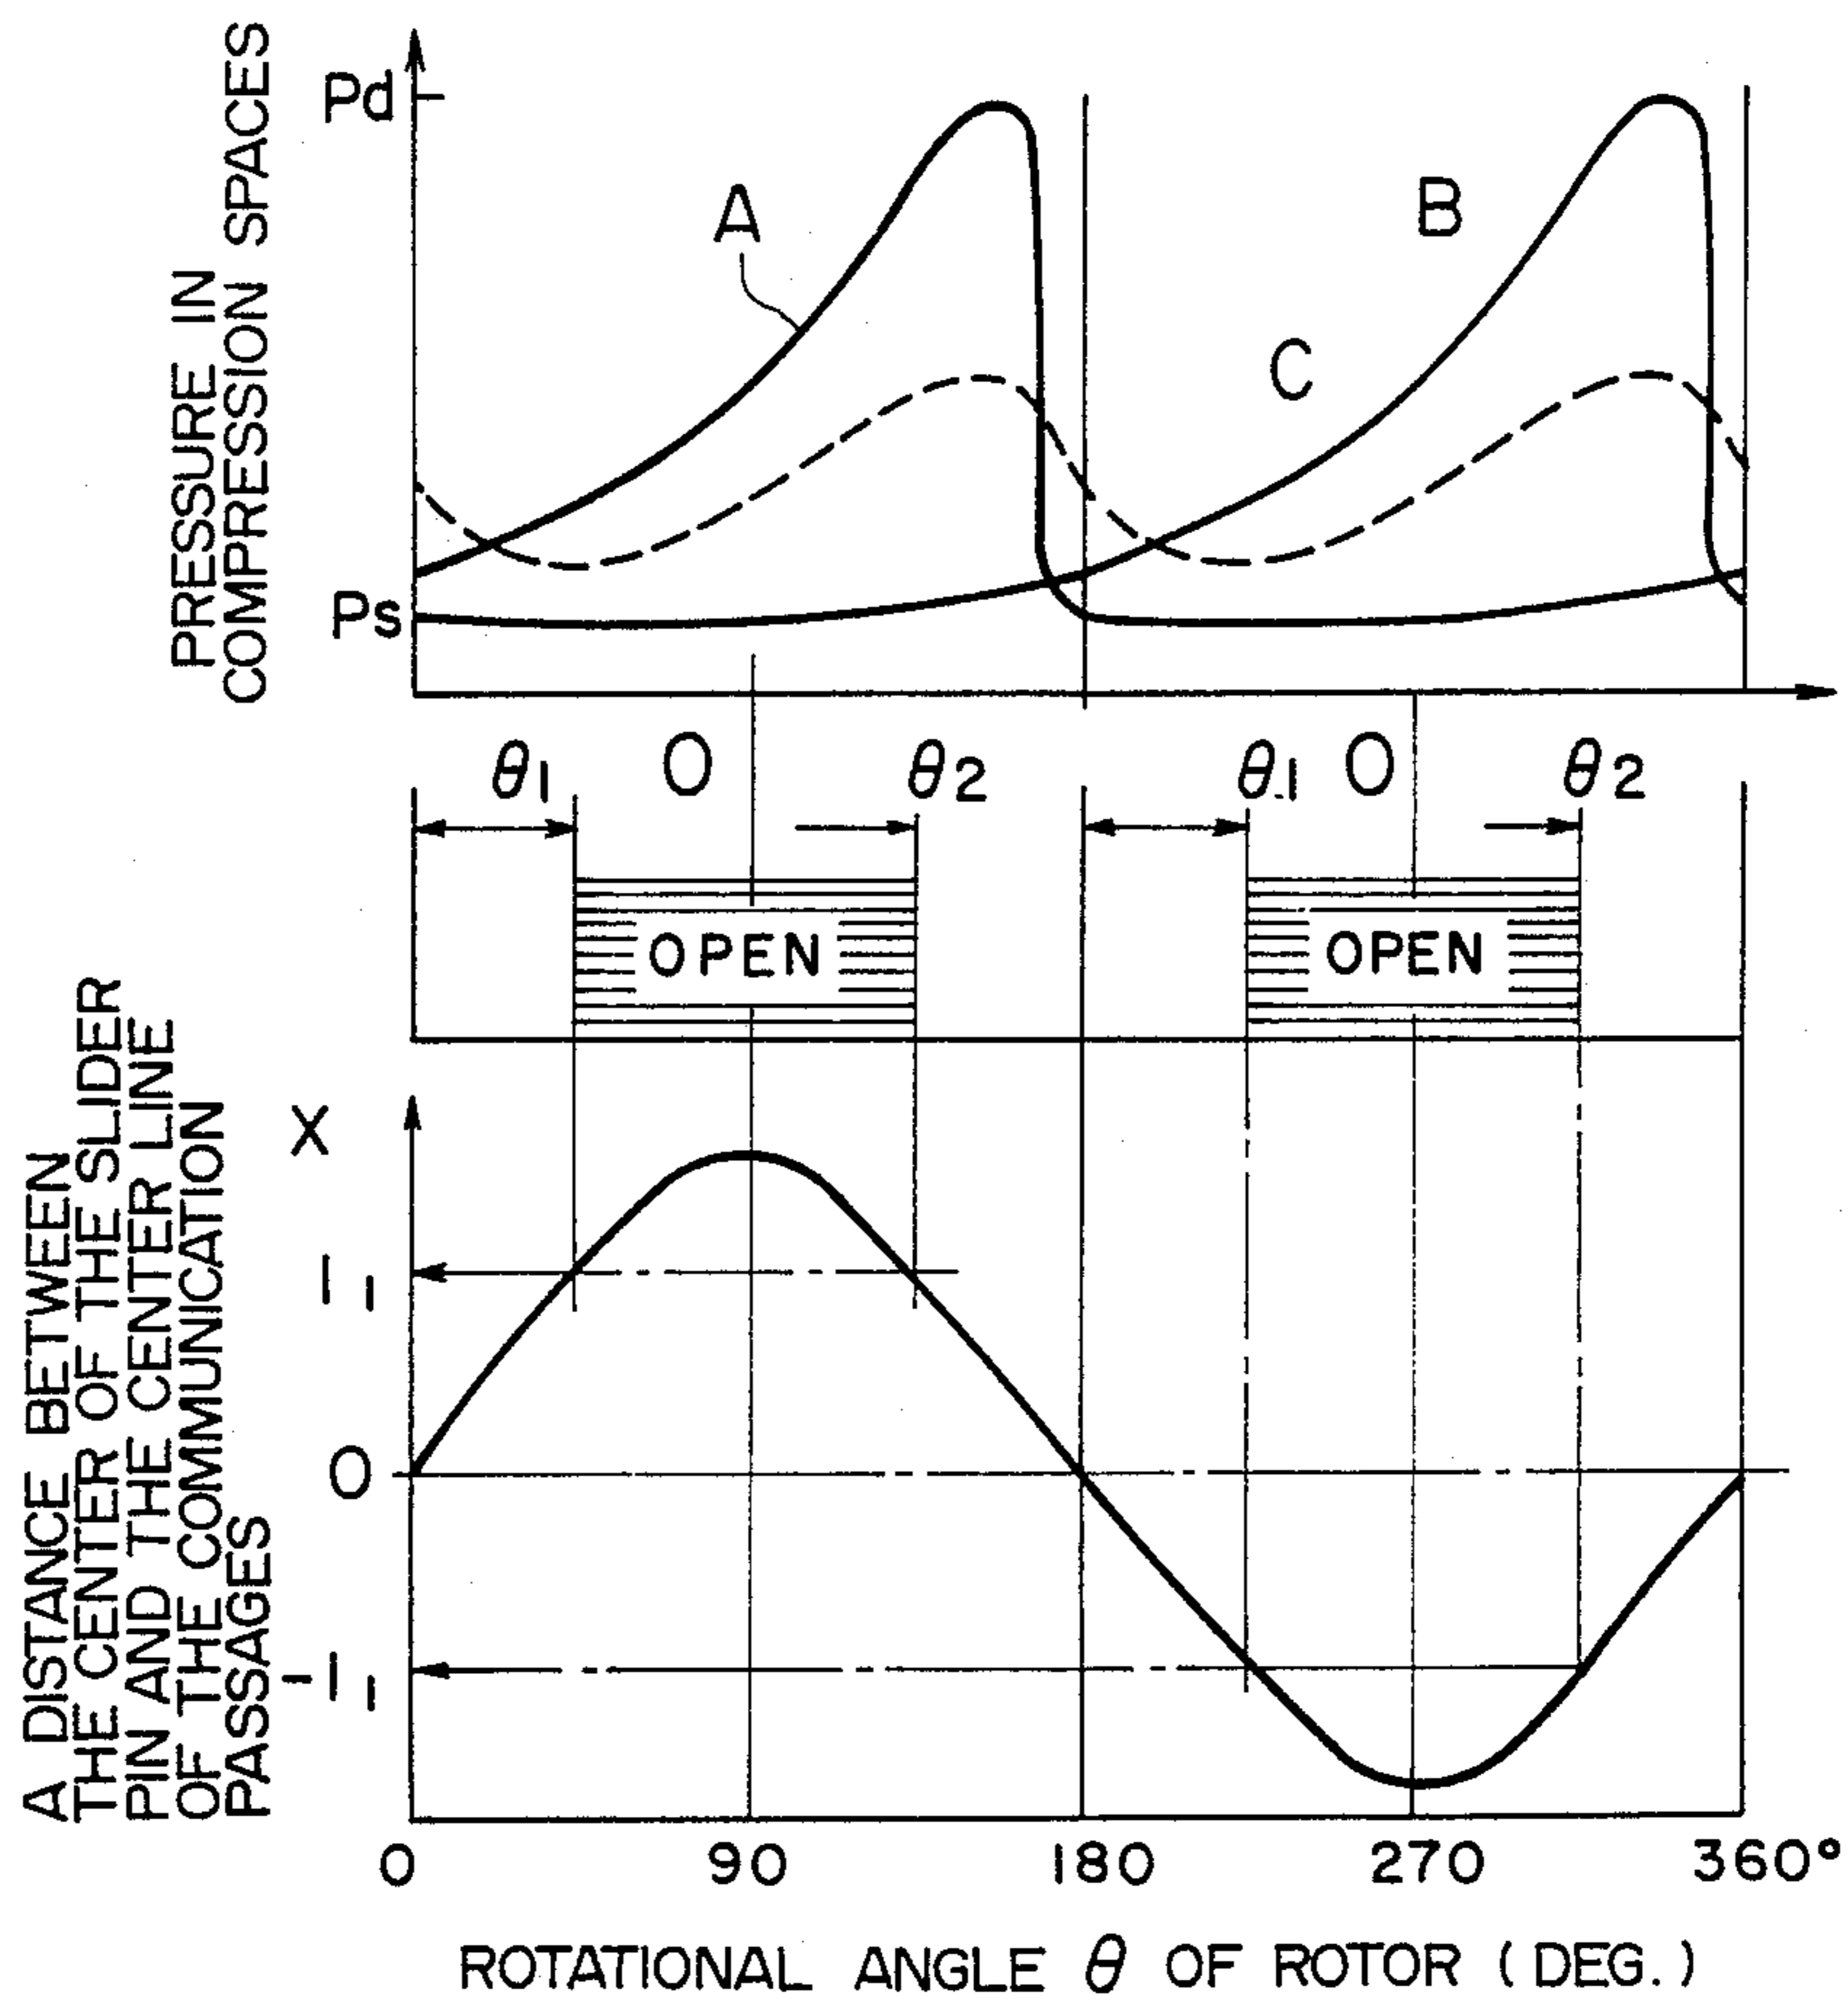 PRESSURE IN
COMPRESSION SPACES
Pd
Ps
A
B
C
θ1
O
θ2
θ1
O
θ2
OPEN
OPEN
A DISTANCE BETWEEN
THE CENTER OF THE SLIDER
PIN AND THE CENTER LINE
OF THE COMMUNICATION
PASSAGES
X
l1
0
-l1
0
90
180
270
360°
ROTATIONAL ANGLE θ OF ROTOR (DEG.)